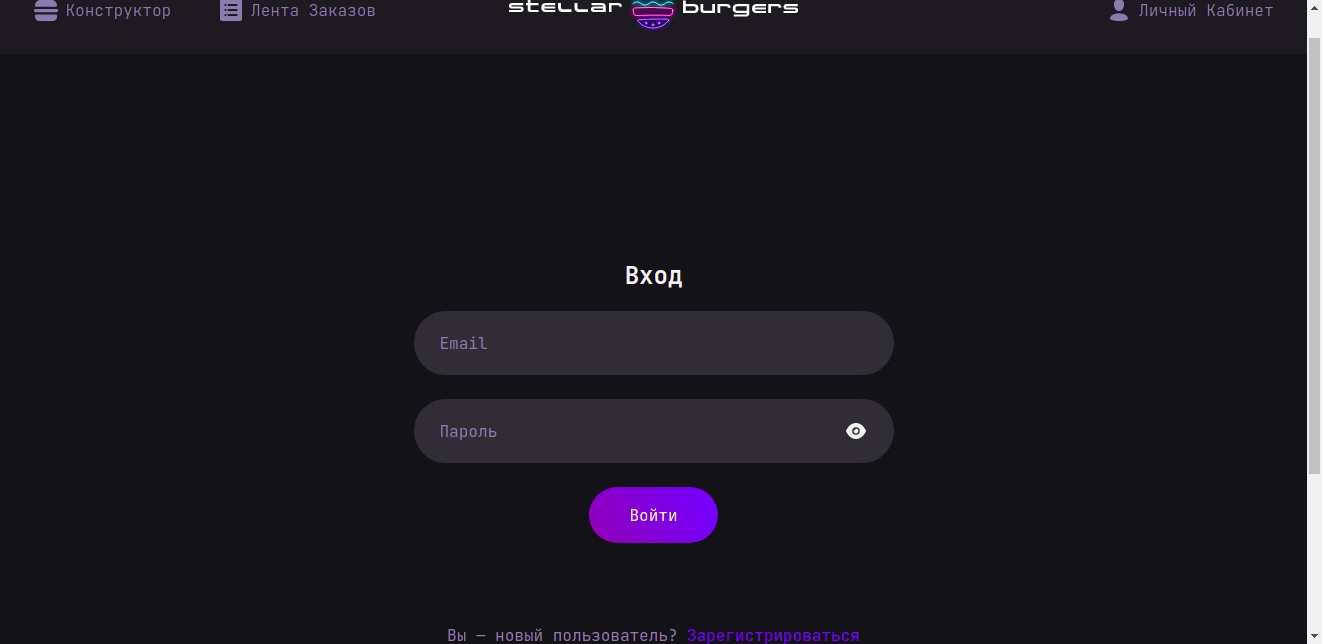 Конструктор
Лента Заказов
stellar burgers
Личный Кабинет
Вход
Email
Пароль
Войти
Вы — новый пользователь? Зарегистрироваться